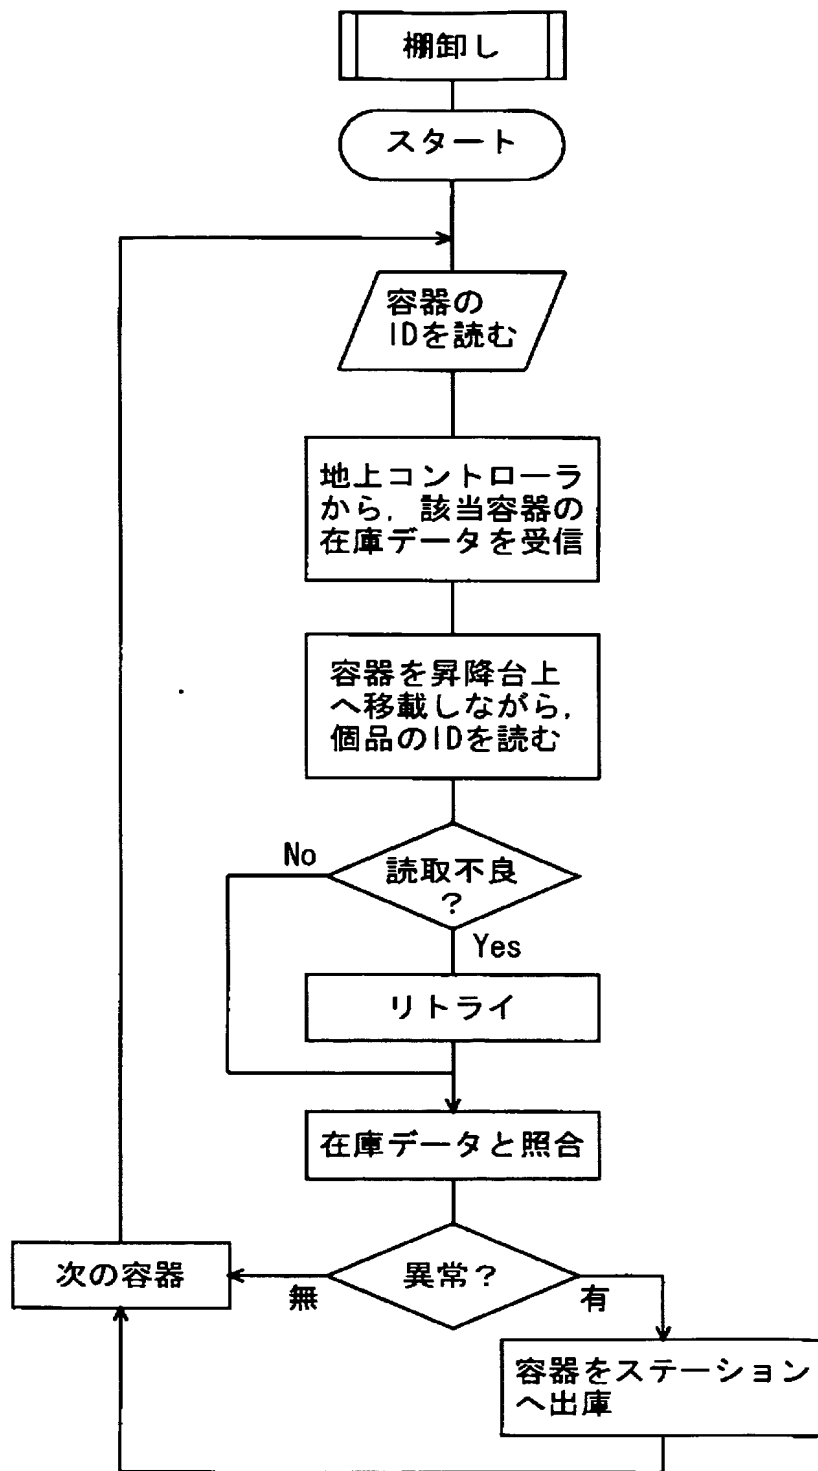 棚卸し
スタート
容器の
IDを読む
地上コントローラ
から，該当容器の
在庫データを受信
容器を昇降台上
へ移載しながら，
個品のIDを読む
No
読取不良
？
Yes
リトライ
在庫データと照合
次の容器
無
異常？
有
容器をステーション
へ出庫